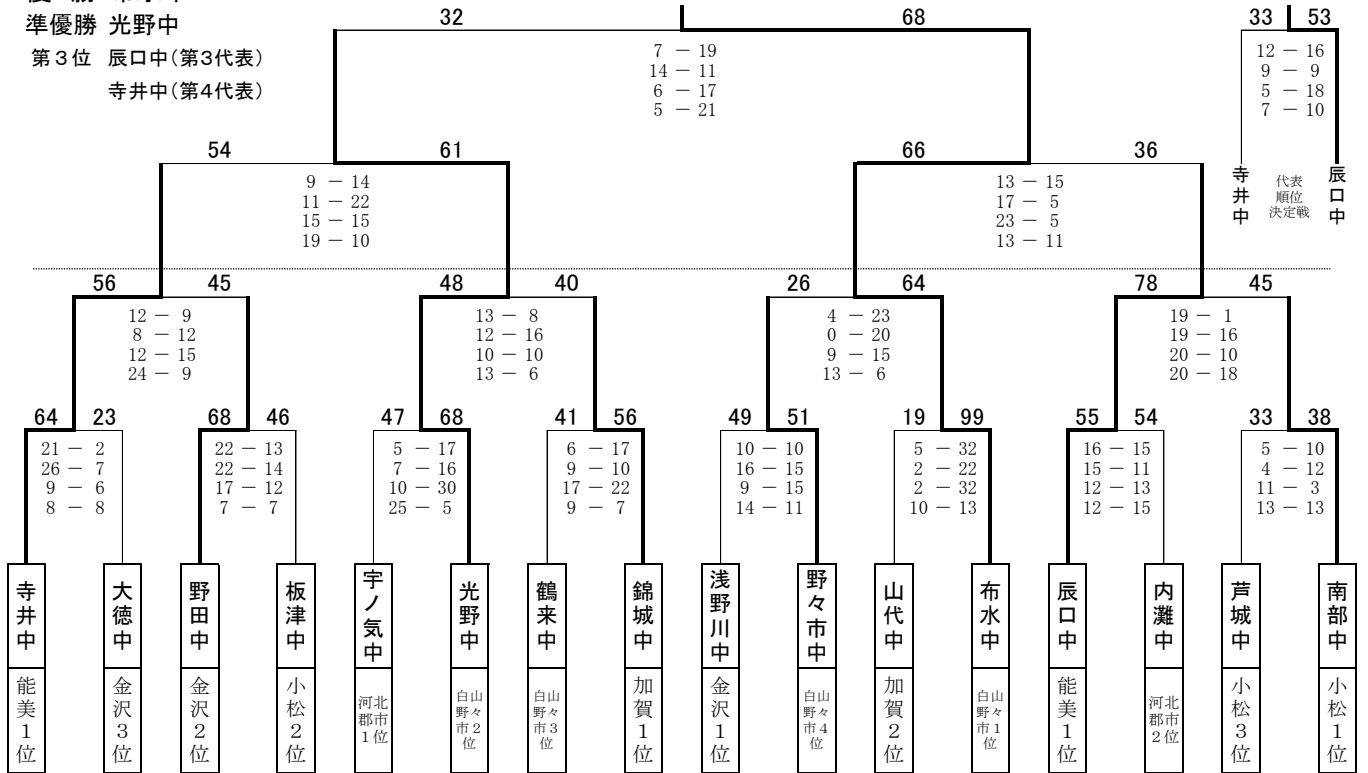 準優勝 光野中
第３位 辰口中(第3代表)
寺井中(第4代表)
32 68
7 － 19
14 － 11
6 － 17
5 － 21
33 53
12 － 16
9 － 9
5 － 18
7 － 10
寺井中
代表
順位
決定戦
辰口中
54 61
9 － 14
11 － 22
15 － 15
19 － 10
66 36
13 － 15
17 － 5
23 － 5
13 － 11
56 45
12 － 9
8 － 12
12 － 15
24 － 9
48 40
13 － 8
12 － 16
10 － 10
13 － 6
26 64
4 － 23
0 － 20
9 － 15
13 － 6
78 45
19 － 1
19 － 16
20 － 10
20 － 18
64 23
21 － 2
26 － 7
9 － 6
8 － 8
68 46
22 － 13
22 － 14
17 － 12
7 － 7
47 68
5 － 17
7 － 16
10 － 30
25 － 5
41 56
6 － 17
9 － 10
17 － 22
9 － 7
49 51
10 － 10
16 － 15
9 － 15
14 － 11
19 99
5 － 32
2 － 22
2 － 32
10 － 13
55 54
16 － 15
15 － 11
12 － 13
12 － 15
33 38
5 － 10
4 － 12
11 － 3
13 － 13
寺井中
能美１位
大徳中
金沢３位
野田中
金沢２位
板津中
小松２位
宇ノ気中
河北郡市１位
光野中
白山野々市２位
鶴来中
白山野々市３位
錦城中
加賀１位
浅野川中
金沢１位
野々市中
白山野々市４位
山代中
加賀２位
布水中
白山野々市１位
辰口中
能美１位
内灘中
河北郡市２位
芦城中
小松３位
南部中
小松１位